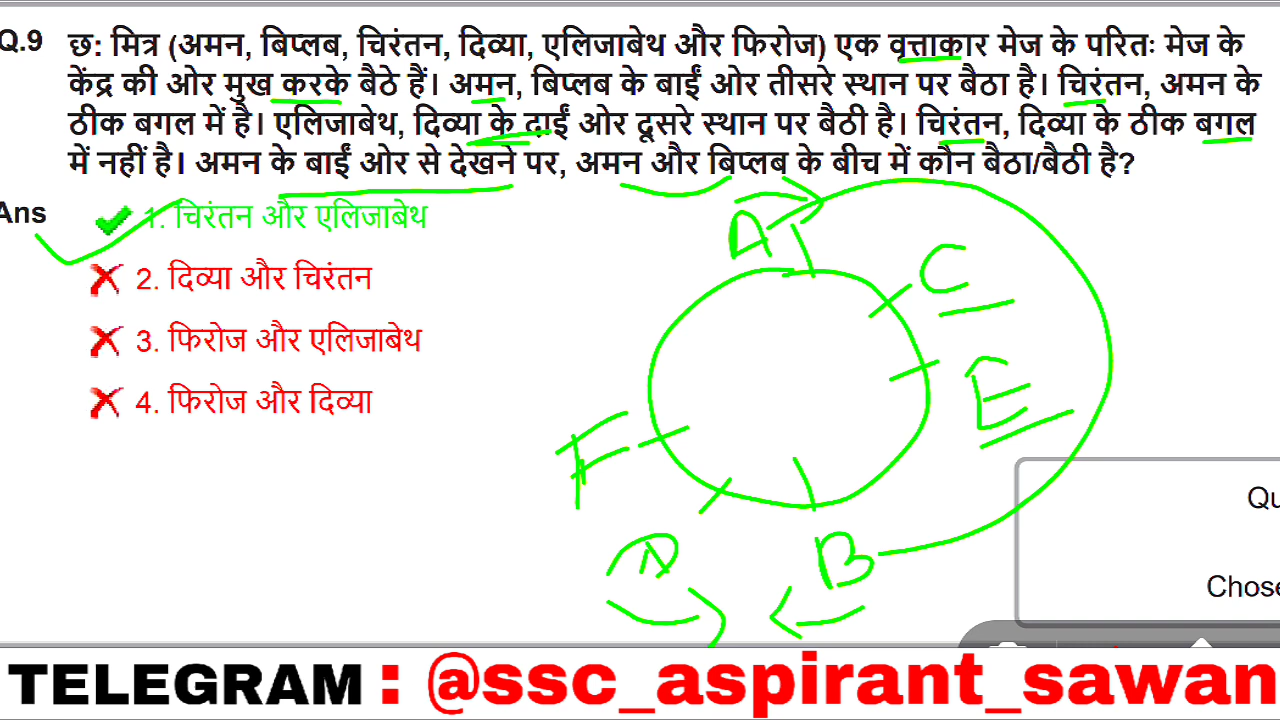 Q.9 छ: मित्र (अमन, बिप्लब, चिरंतन, दिव्या, एलिजाबेथ और फिरोज) एक वृत्ताकार मेज के परितः मेज के
केंद्र की ओर मुख करके बैठे हैं। अमन, बिप्लब के बाईं ओर तीसरे स्थान पर बैठा है। चिरंतन, अमन के
ठीक बगल में है। एलिजाबेथ, दिव्या के दाईं ओर दूसरे स्थान पर बैठी है। चिरंतन, दिव्या के ठीक बगल
में नहीं है। अमन के बाईं ओर से देखने पर, अमन और बिप्लब के बीच में कौन बैठा/बैठी है?
Ans 1. चिरंतन और एलिजाबेथ
2. दिव्या और चिरंतन
3. फिरोज और एलिजाबेथ
4. फिरोज और दिव्या
A
C
E
F
D
B
Qu
Chose
TELEGRAM : @ssc_aspirant_sawan